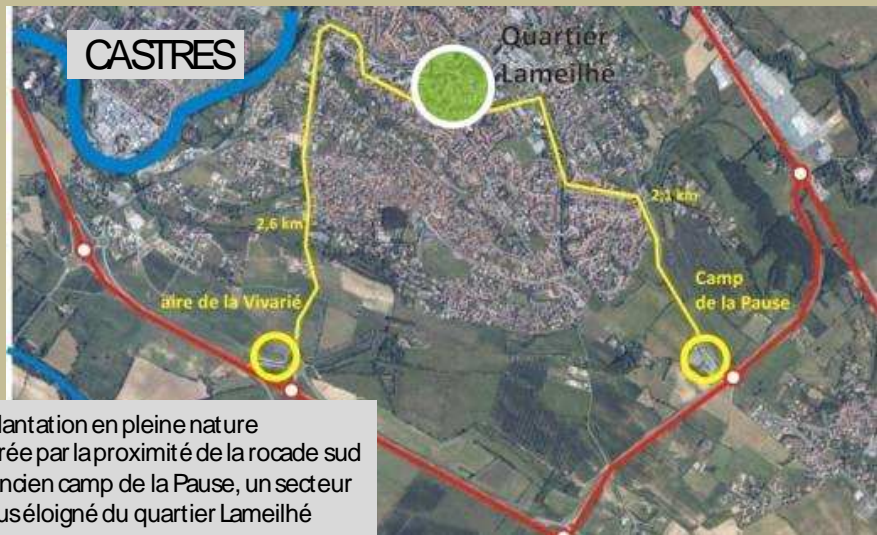 CASTRES
Quartier
Lameilhé
2,6 km
2,1 km
aire de la Vivarié
Camp
de la Pause
lantation en pleine nature
rée par la proximité de la rocade sud
ncien camp de la Pause, un secteur
us éloigné du quartier Lameilhé